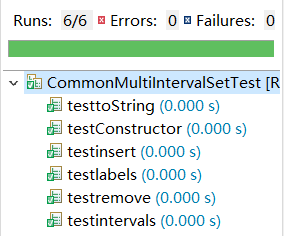 Runs: 6/6 Errors: 0 Failures: 0
CommonMultiIntervalSetTest [R
testtoString (0.000 s)
testConstructor (0.000 s)
testinsert (0.000 s)
testlabels (0.000 s)
testremove (0.000 s)
testintervals (0.000 s)